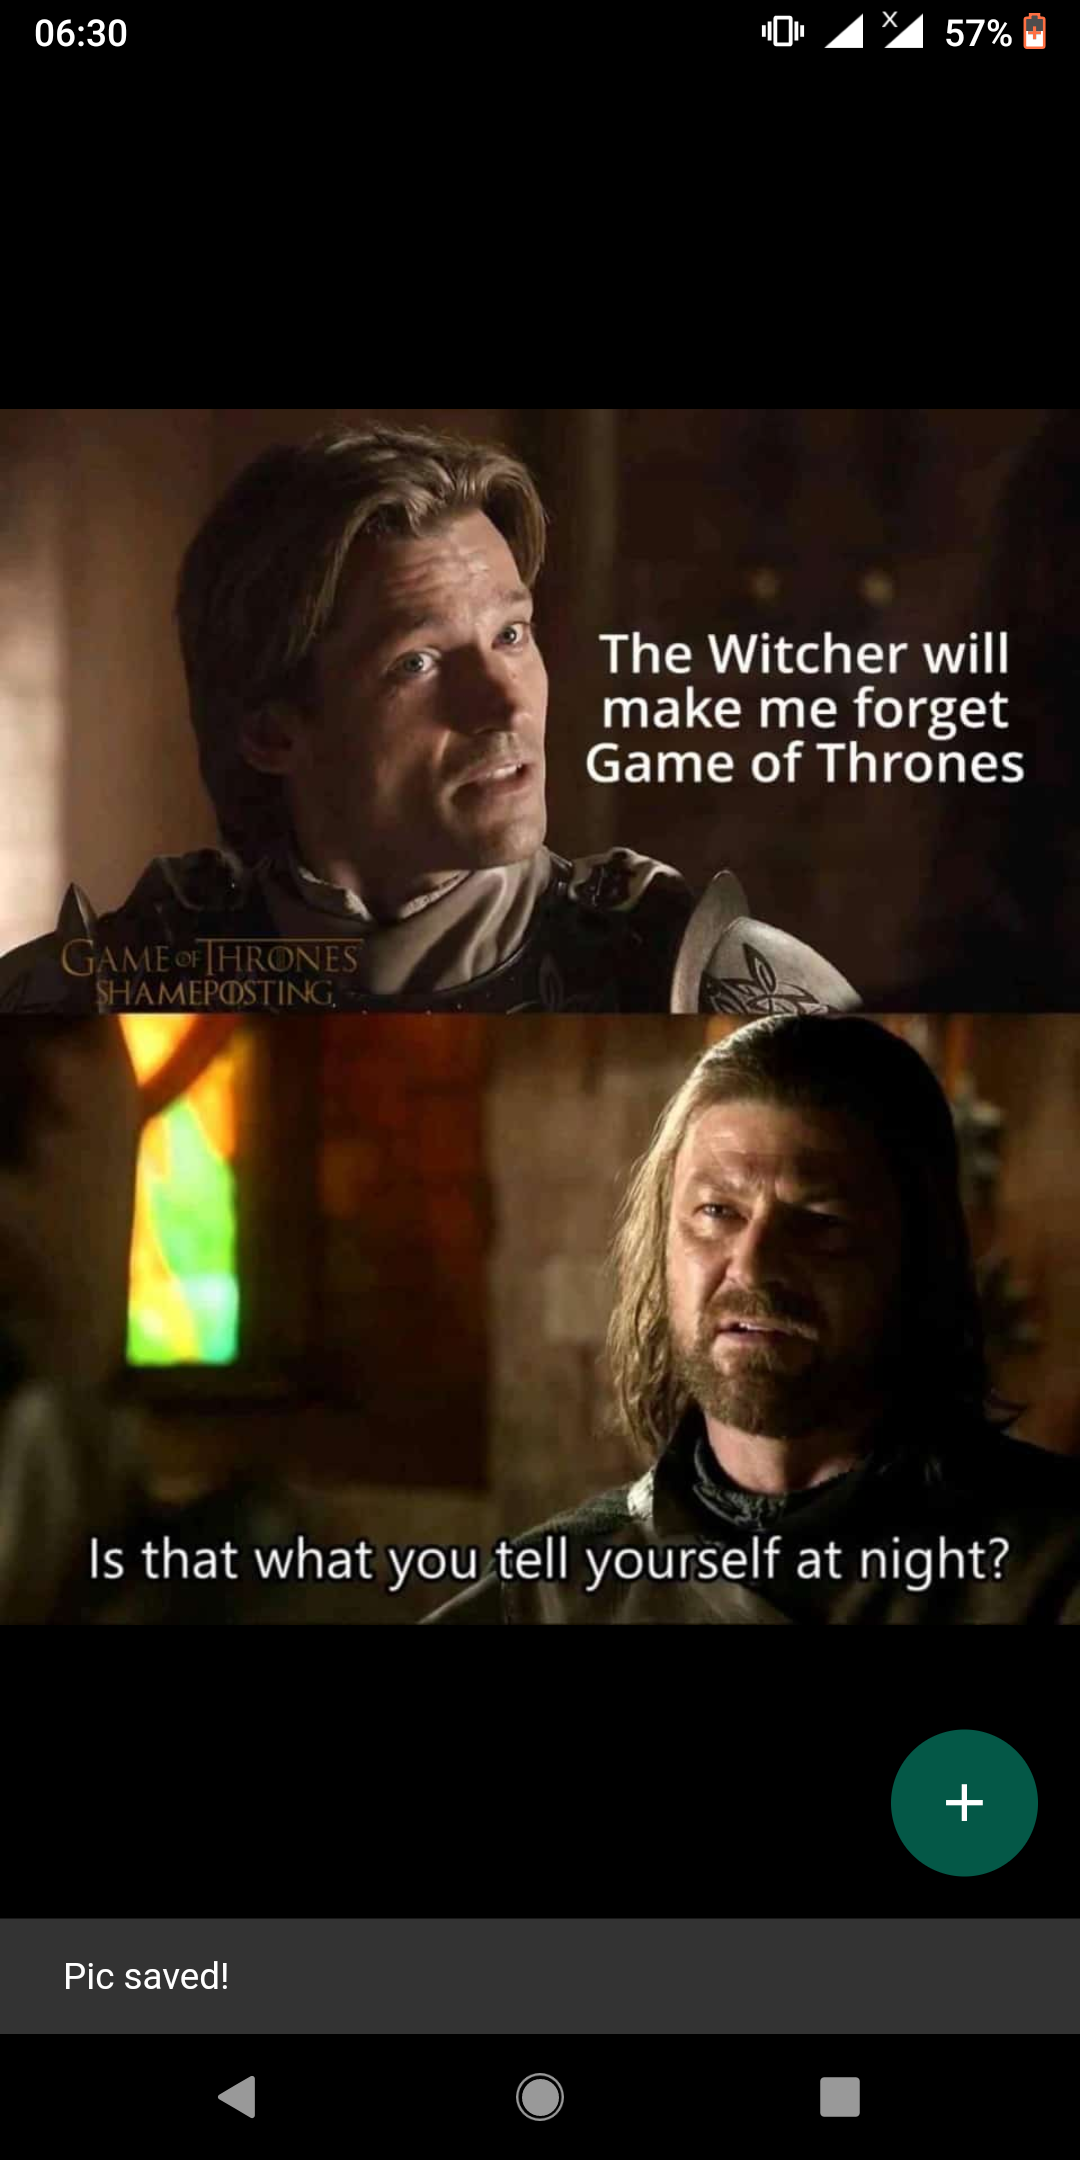 06:30
X
57%
The Witcher will
make me forget
Game of Thrones
GAME OF THRONES
SHAMEPOSTING
Is that what you tell yourself at night?
+
Pic saved!